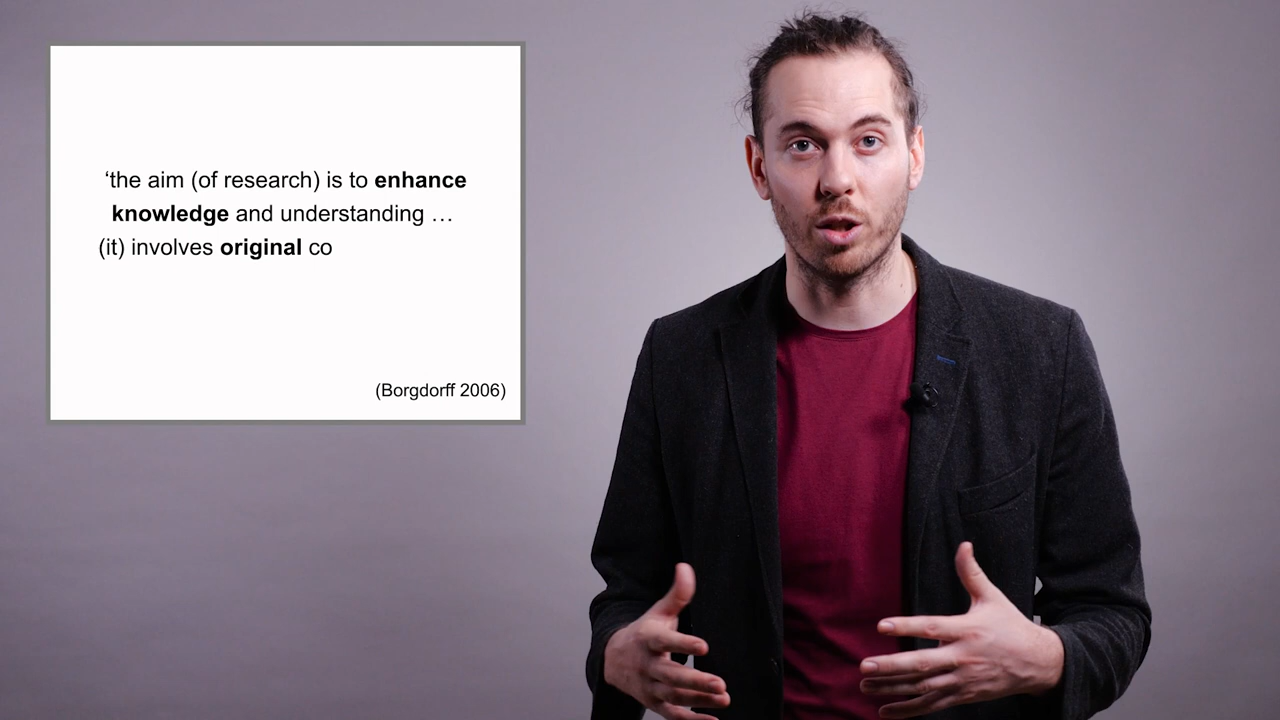 ‘the aim (of research) is to enhance
knowledge and understanding …
(it) involves original co
(Borgdorff 2006)